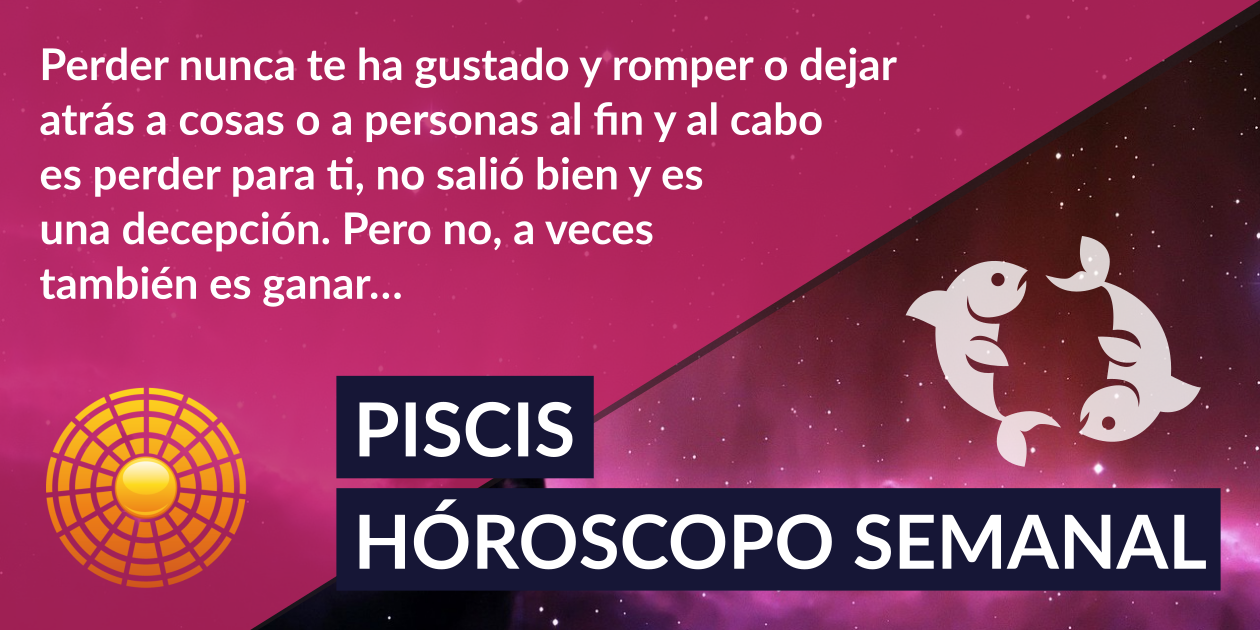 Perder nunca te ha gustado y romper o dejar
atrás a cosas o a personas al fin y al cabo
es perder para ti, no salió bien y es
una decepción. Pero no, a veces
también es ganar...
PISCIS
HÓROSCOPO SEMANAL